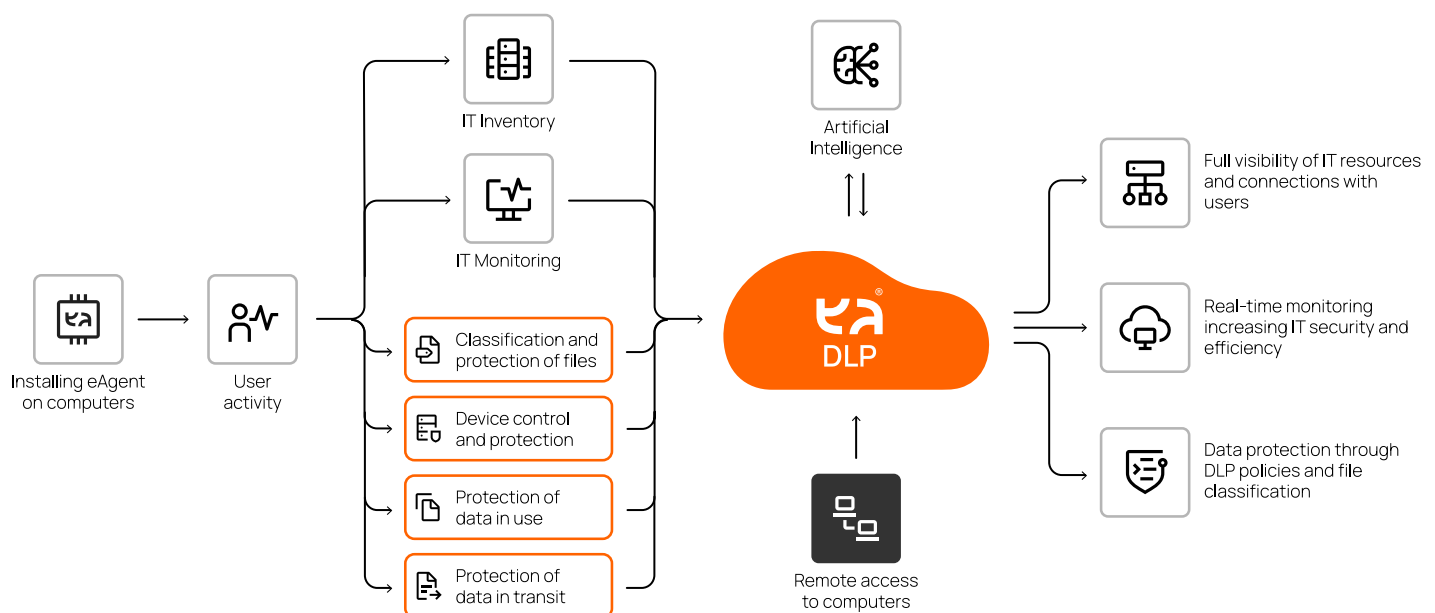 IT Inventory
IT Monitoring
Installing eAgent
on computers
User
activity
Classification and
protection of files
Device control
and protection
Protection of
data in use
Protection of
data in transit
Artificial
Intelligence
®
DLP
Remote access
to computers
Full visibility of IT resources
and connections with
users
Real-time monitoring
increasing IT security and
efficiency
Data protection through
DLP policies and file
classification